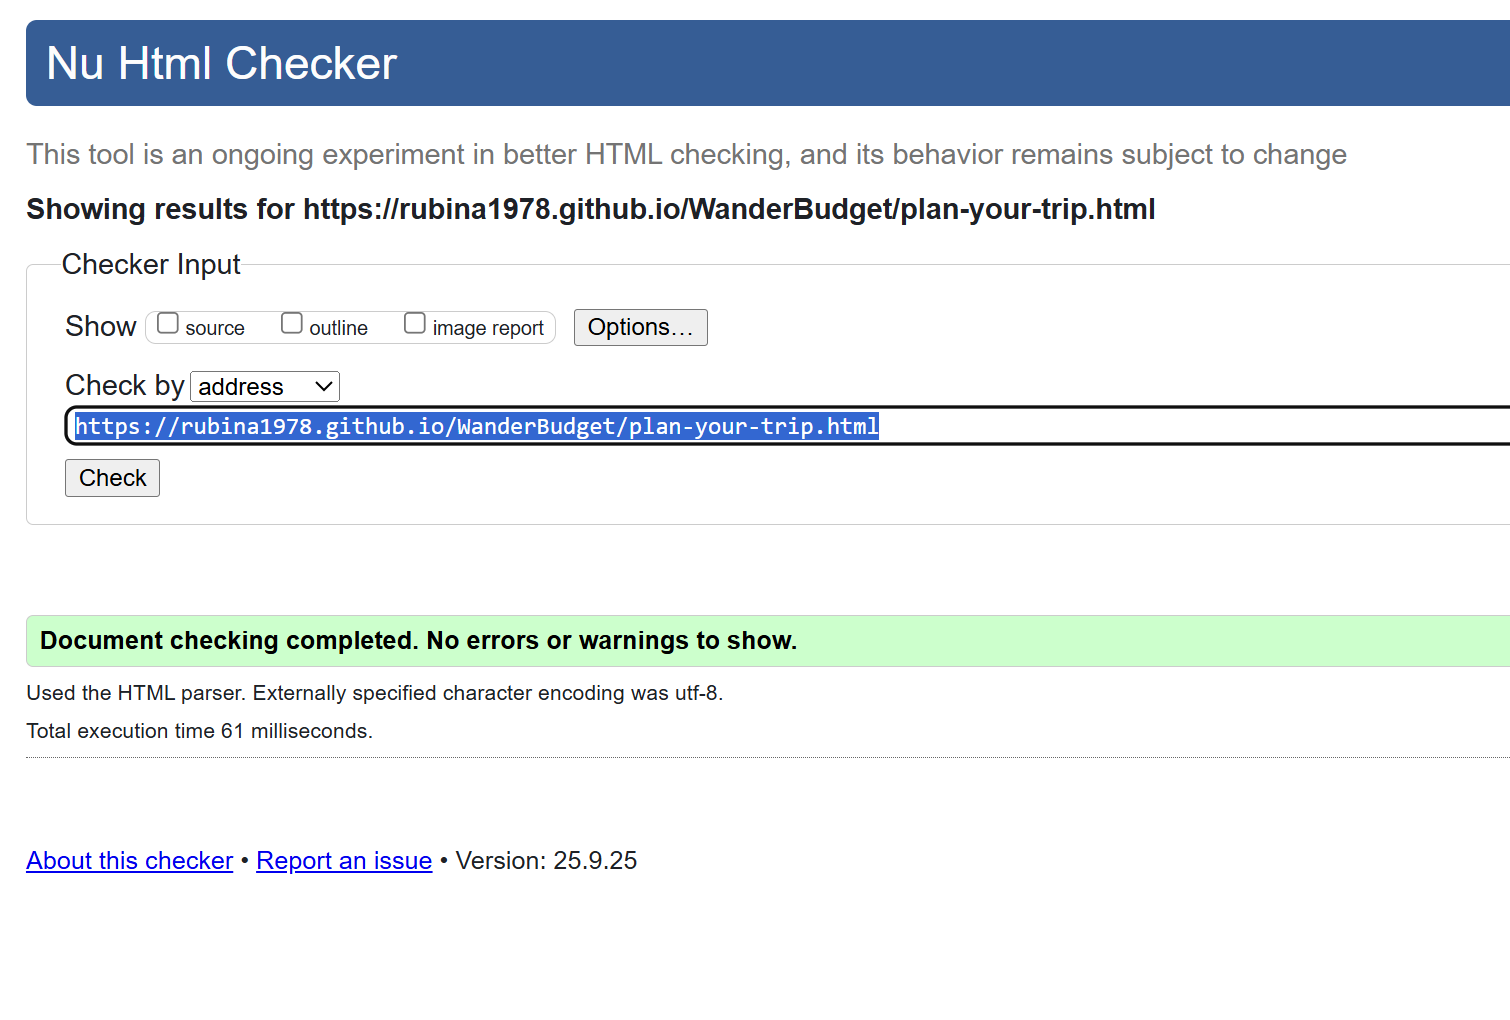 Nu Html Checker
This tool is an ongoing experiment in better HTML checking, and its behavior remains subject to change
Showing results for https://rubina1978.github.io/WanderBudget/plan-your-trip.html
Checker Input
Show source outline image report Options…
Check by address
https://rubina1978.github.io/WanderBudget/plan-your-trip.html
Check
Document checking completed. No errors or warnings to show.
Used the HTML parser. Externally specified character encoding was utf-8.
Total execution time 61 milliseconds.
About this checker • Report an issue • Version: 25.9.25